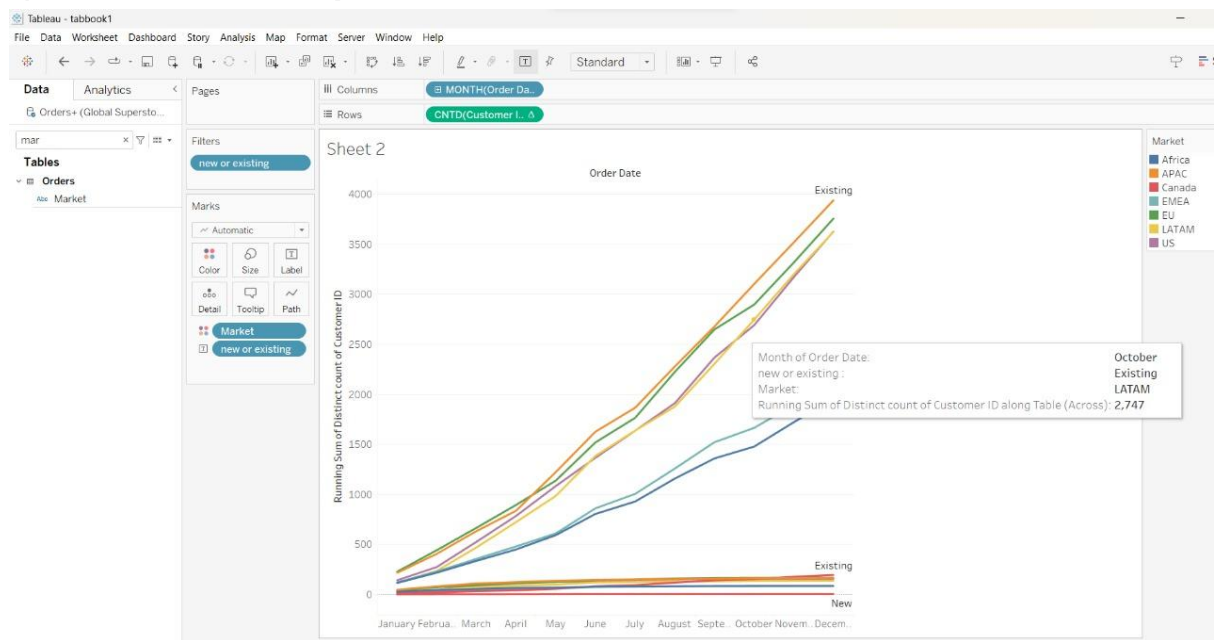 Tableau - tabbook1
File Data Worksheet Dashboard Story Analysis Map Format Server Window Help
Standard
Data Analytics
Orders+ (Global Supersto...
mar
Tables
Orders
Abc Market
Pages
Filters
new or existing
Marks
Automatic
Color Size Label
Detail Tooltip Path
Market
new or existing
Columns MONTH(Order Da..
Rows CNTD(Customer I.. Δ
Sheet 2
Order Date
Running Sum of Distinct count of Customer ID
4000
3500
3000
2500
2000
1500
1000
500
0
Existing
Month of Order Date: October
new or existing : Existing
Market: LATAM
Running Sum of Distinct count of Customer ID along Table (Across): 2,747
Existing
New
January Februa.. March April May June July August Septe.. October Novem.. Decem..
Market
Africa
APAC
Canada
EMEA
EU
LATAM
US